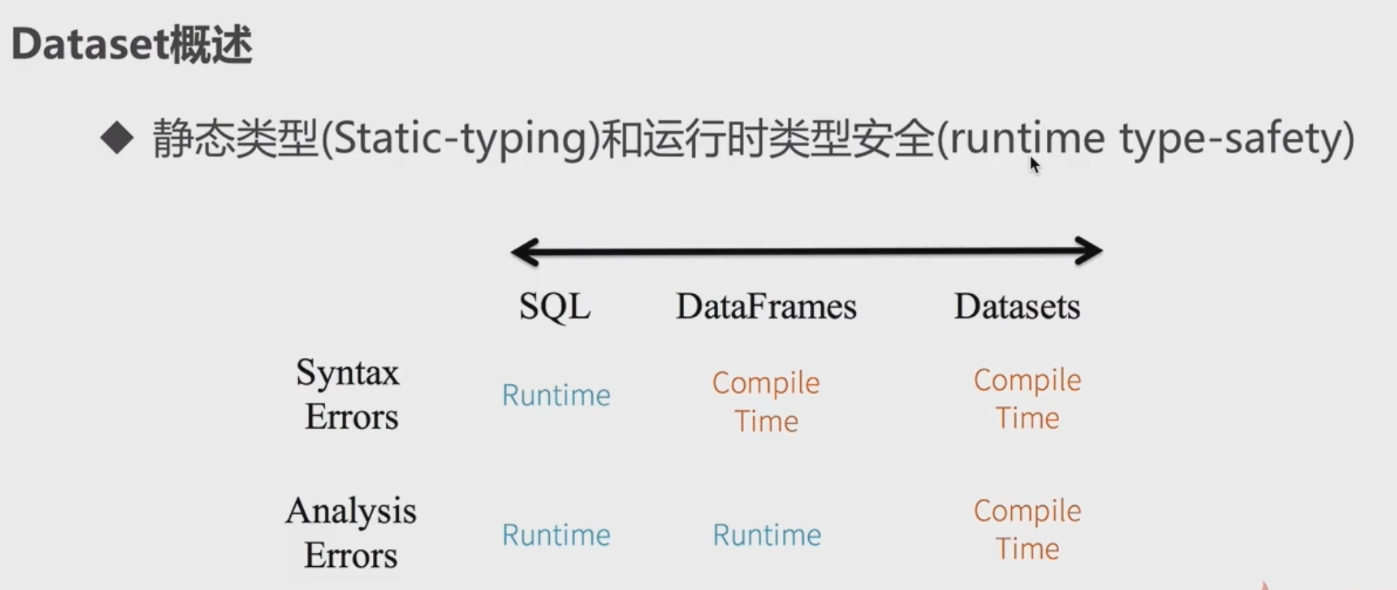 Dataset概述
◆ 静态类型(Static-typing)和运行时类型安全(runtime type-safety)
SQL DataFrames Datasets
Syntax Errors Runtime Compile Time Compile Time
Analysis Errors Runtime Runtime Compile Time